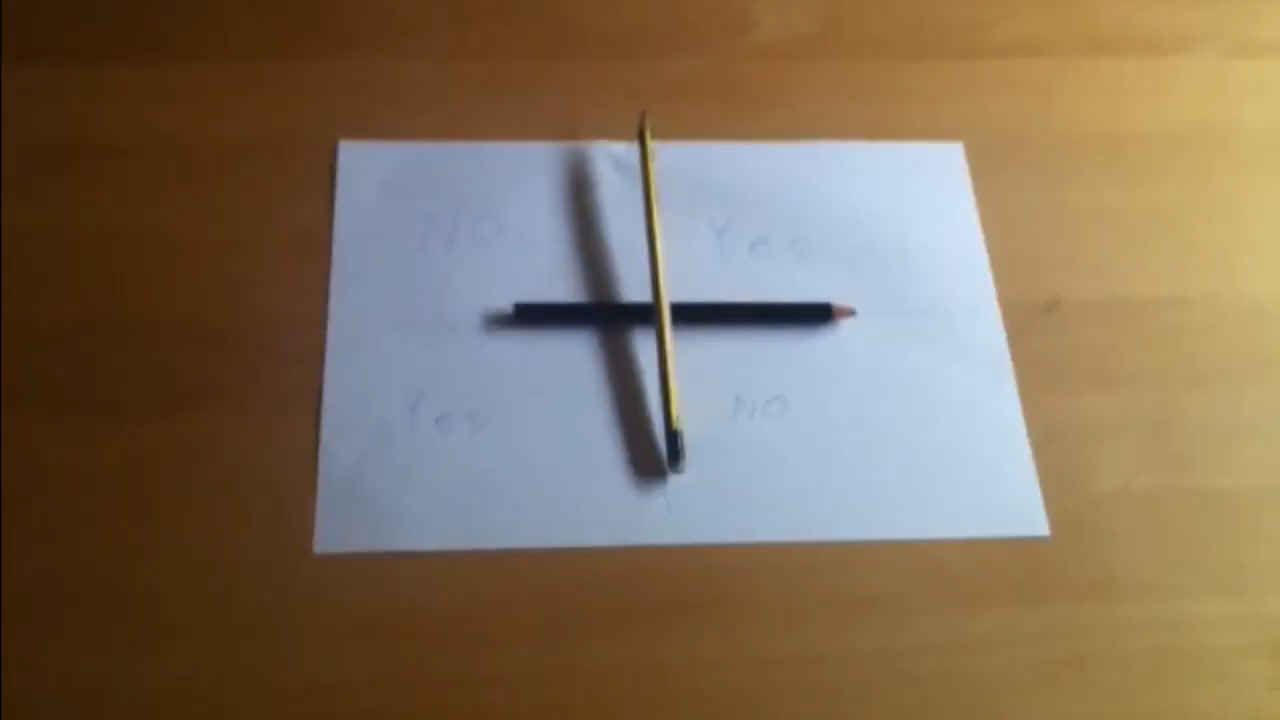 NO Yes
Yes NO